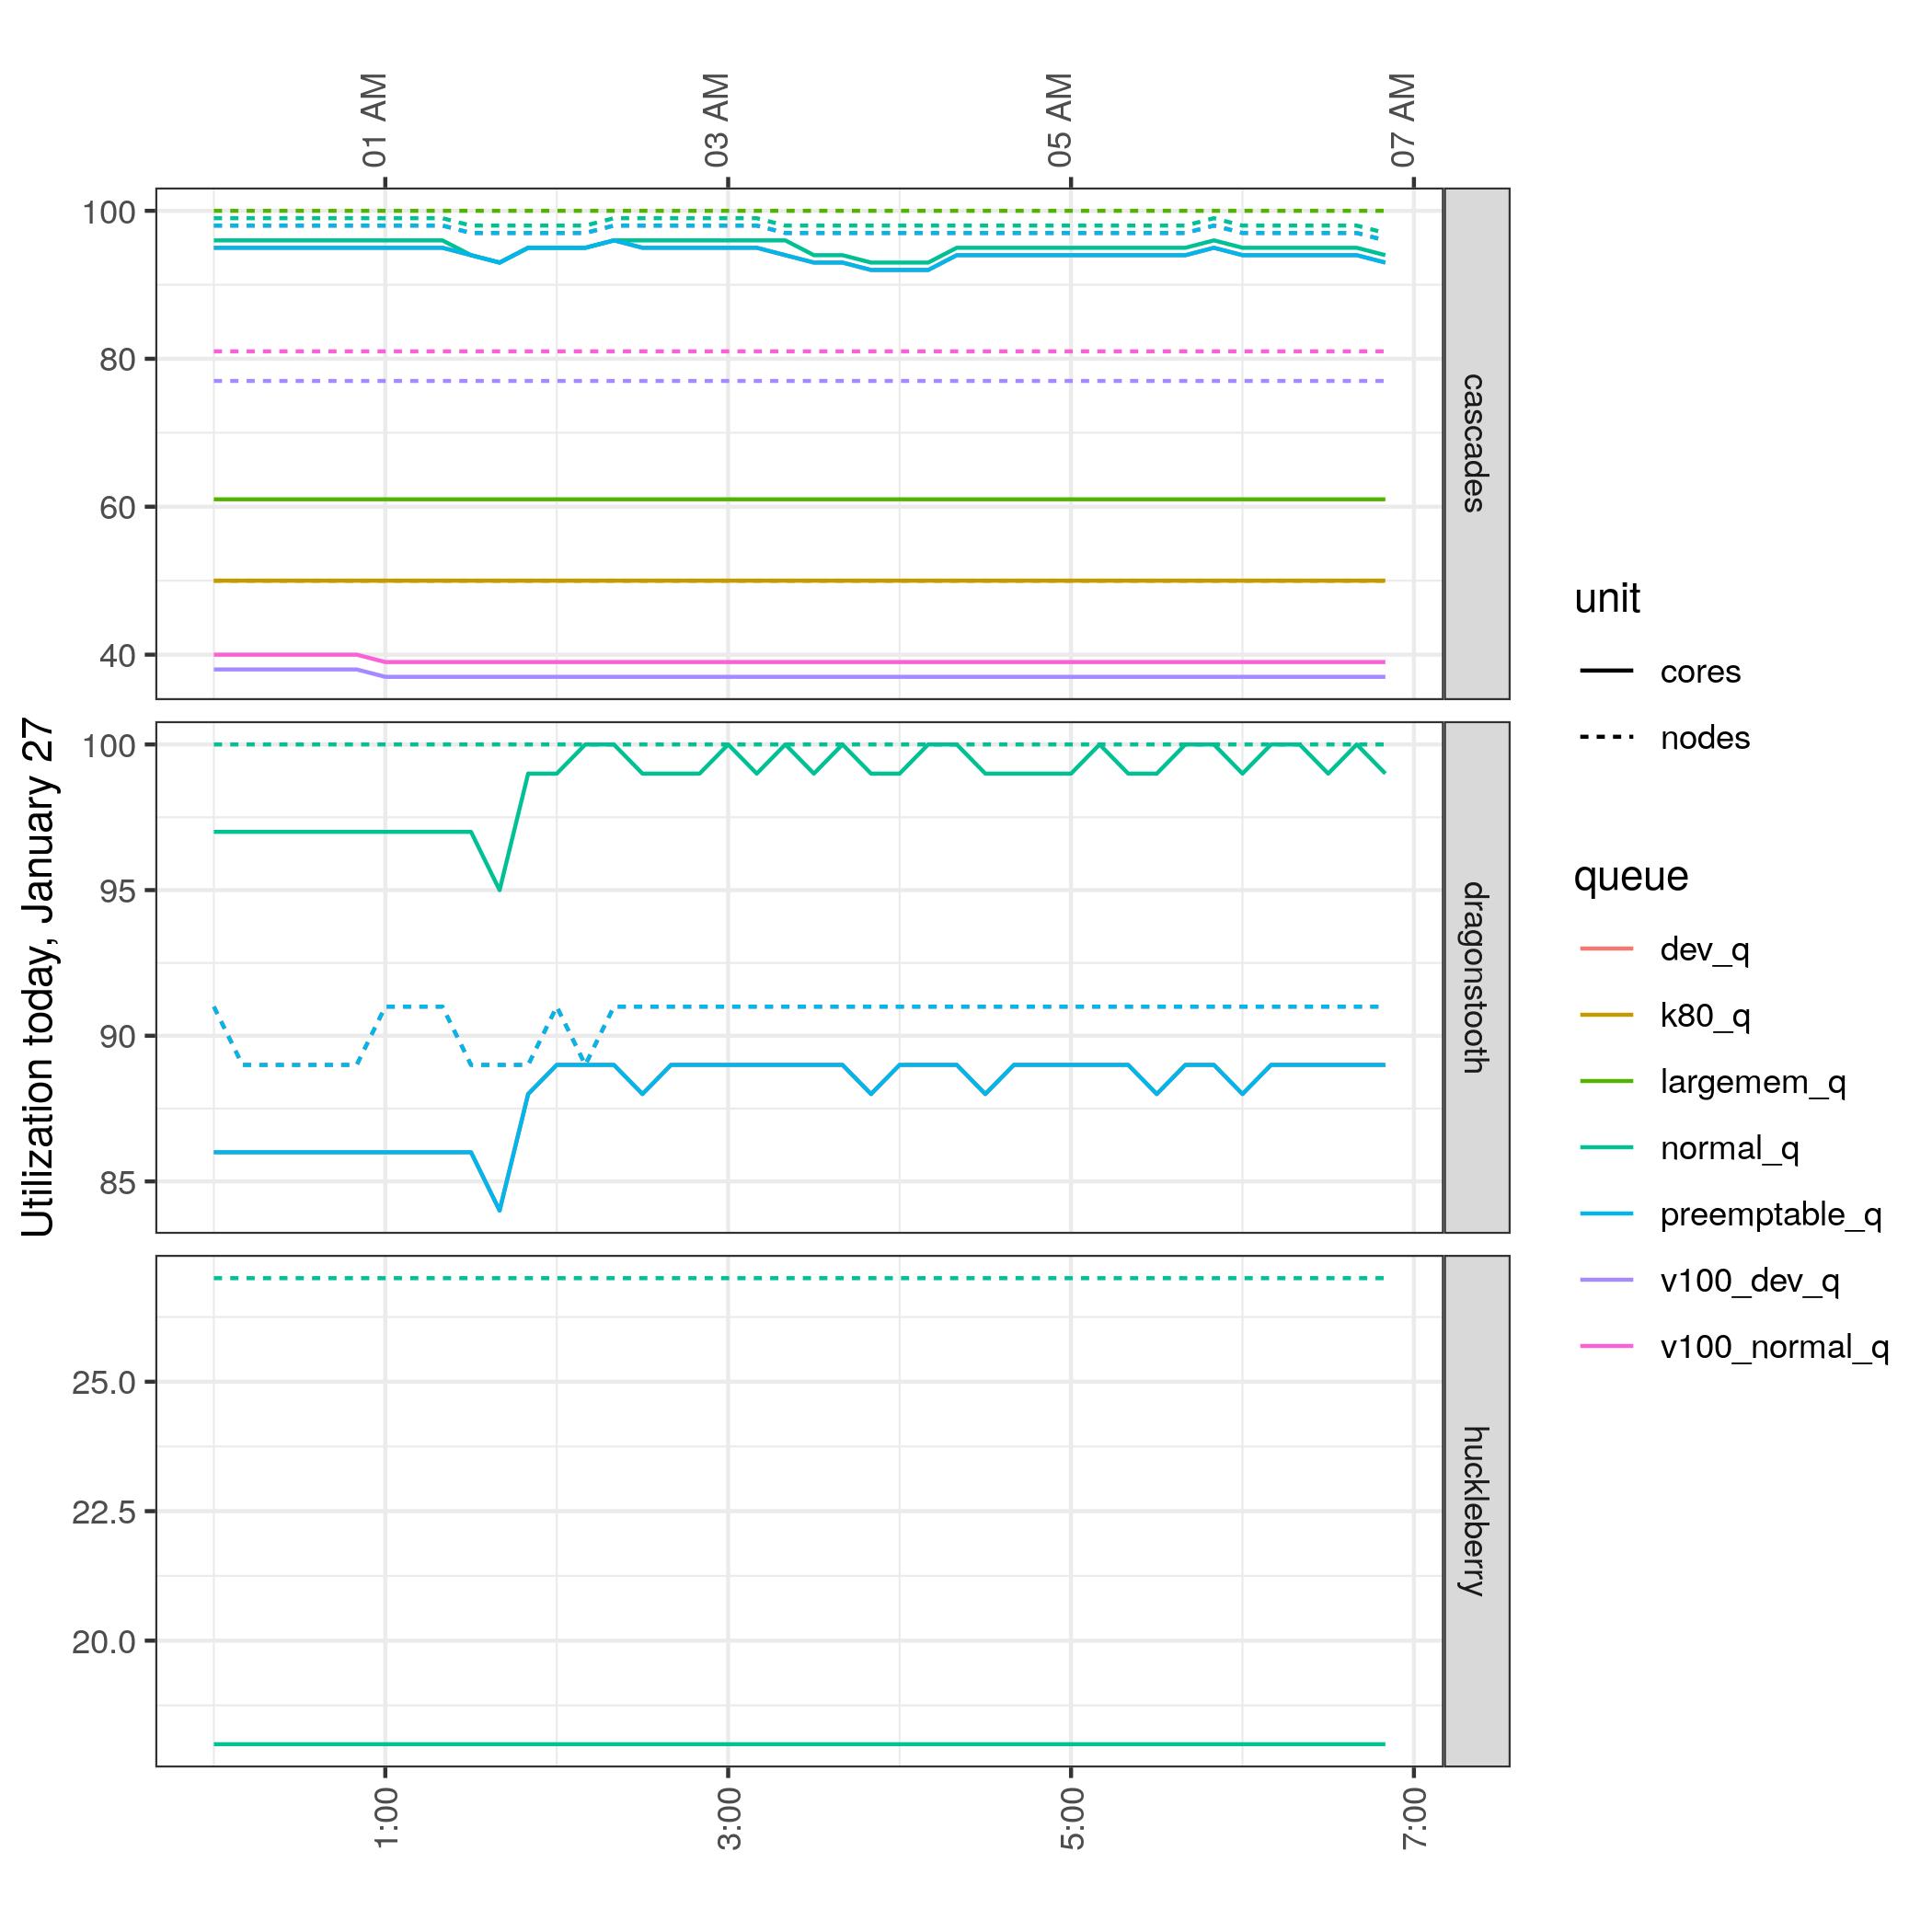 01 AM
03 AM
05 AM
07 AM
100
80
60
40
cascades
Utilization today, January 27
100
95
90
85
dragonstooth
25.0
22.5
20.0
huckleberry
1:00
3:00
5:00
7:00
unit
cores
nodes
queue
dev_q
k80_q
largemem_q
normal_q
preemptable_q
v100_dev_q
v100_normal_q